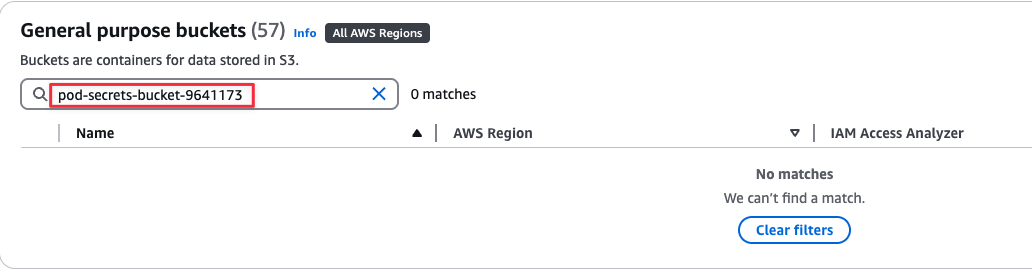 General purpose buckets (57) Info All AWS Regions
Buckets are containers for data stored in S3.
pod-secrets-bucket-9641173 0 matches
Name AWS Region IAM Access Analyzer
No matches
We can't find a match.
Clear filters